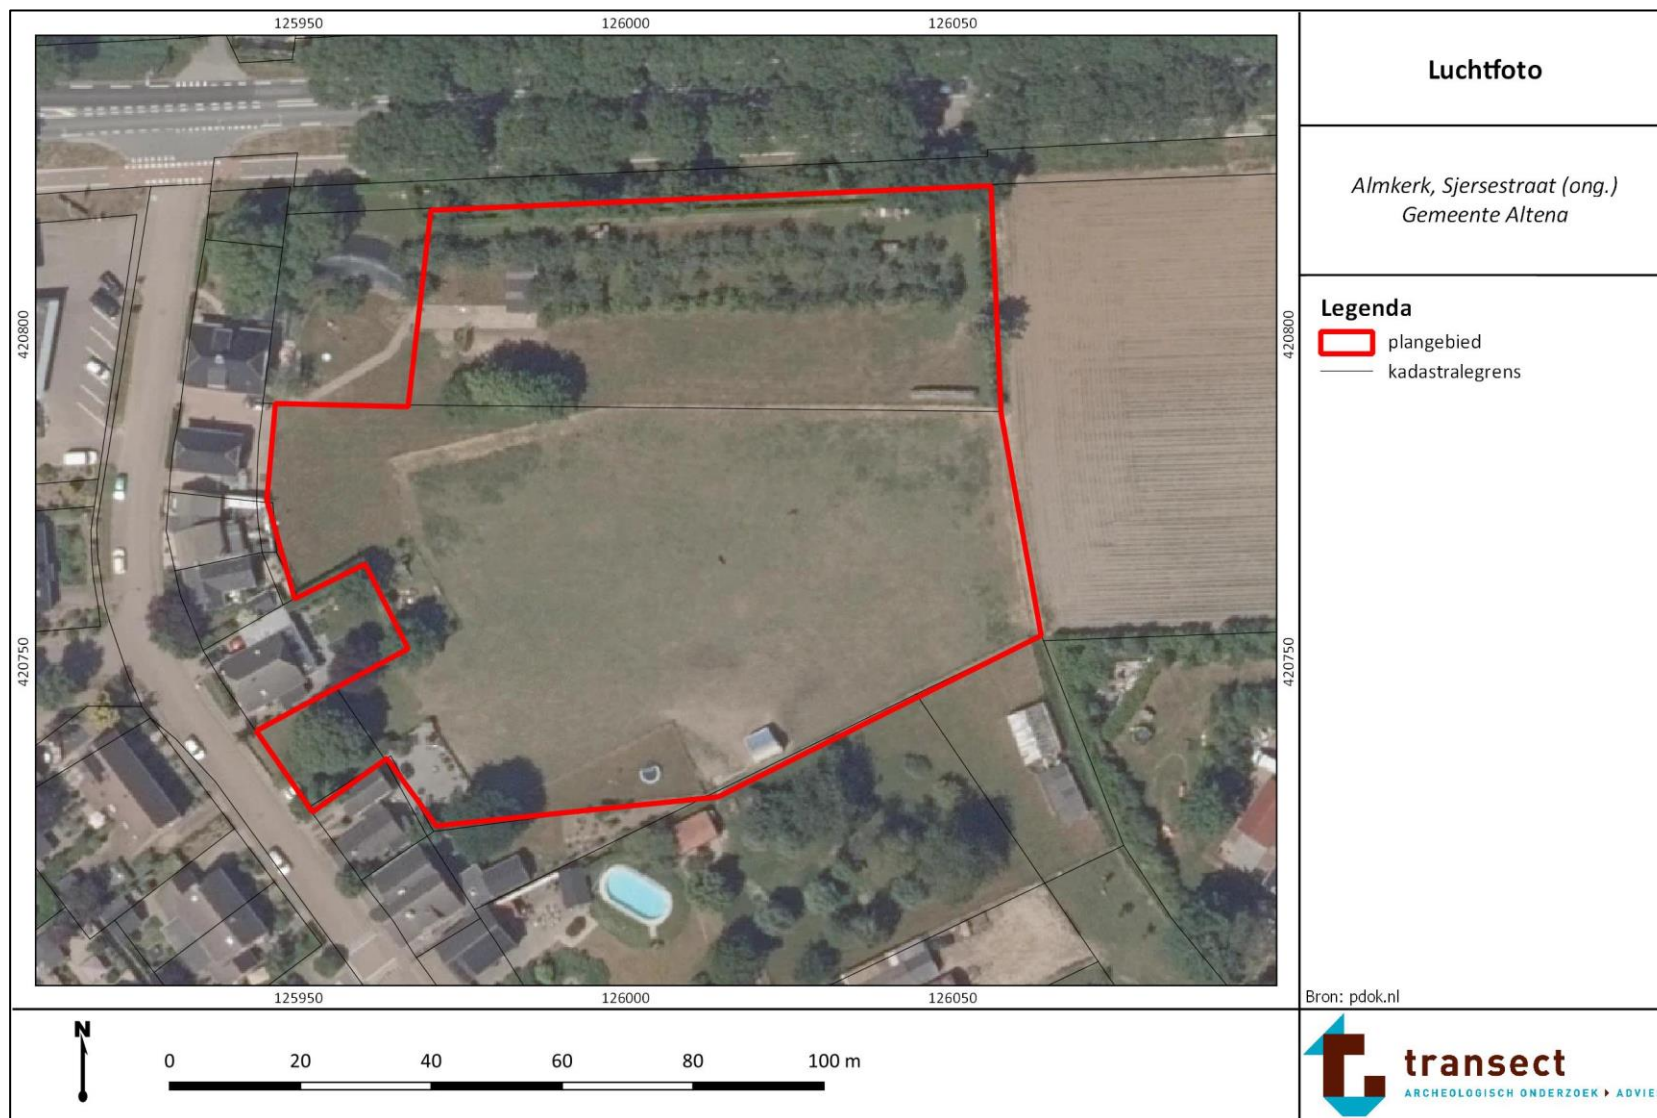 125950 126000 126050
Luchtfoto
Almkerk, Sjersestraat (ong.)
Gemeente Altena
Legenda
plangebied
kadastralegrens
420800 420800
420750 420750
125950 126000 126050
Bron: pdok.nl
N
0 20 40 60 80 100 m
transect
ARCHEOLOGISCH ONDERZOEK ▸ ADVIES